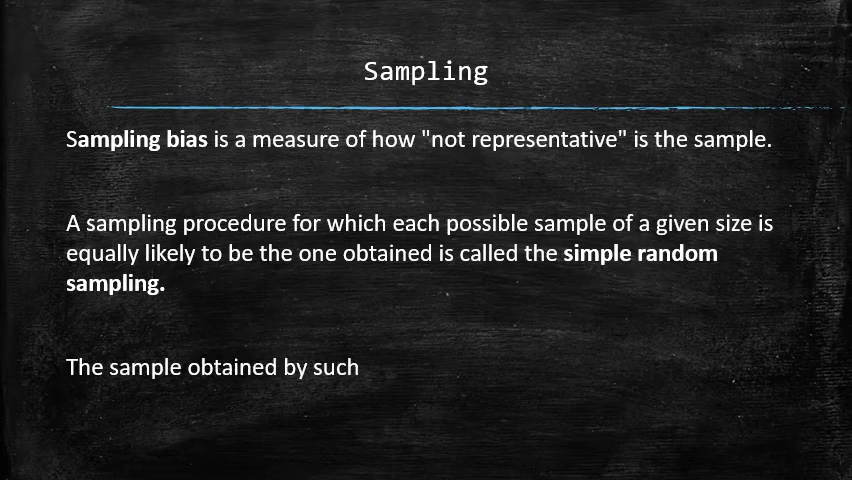 Sampling
Sampling bias is a measure of how "not representative" is the sample.
A sampling procedure for which each possible sample of a given size is
equally likely to be the one obtained is called the simple random
sampling.
The sample obtained by such